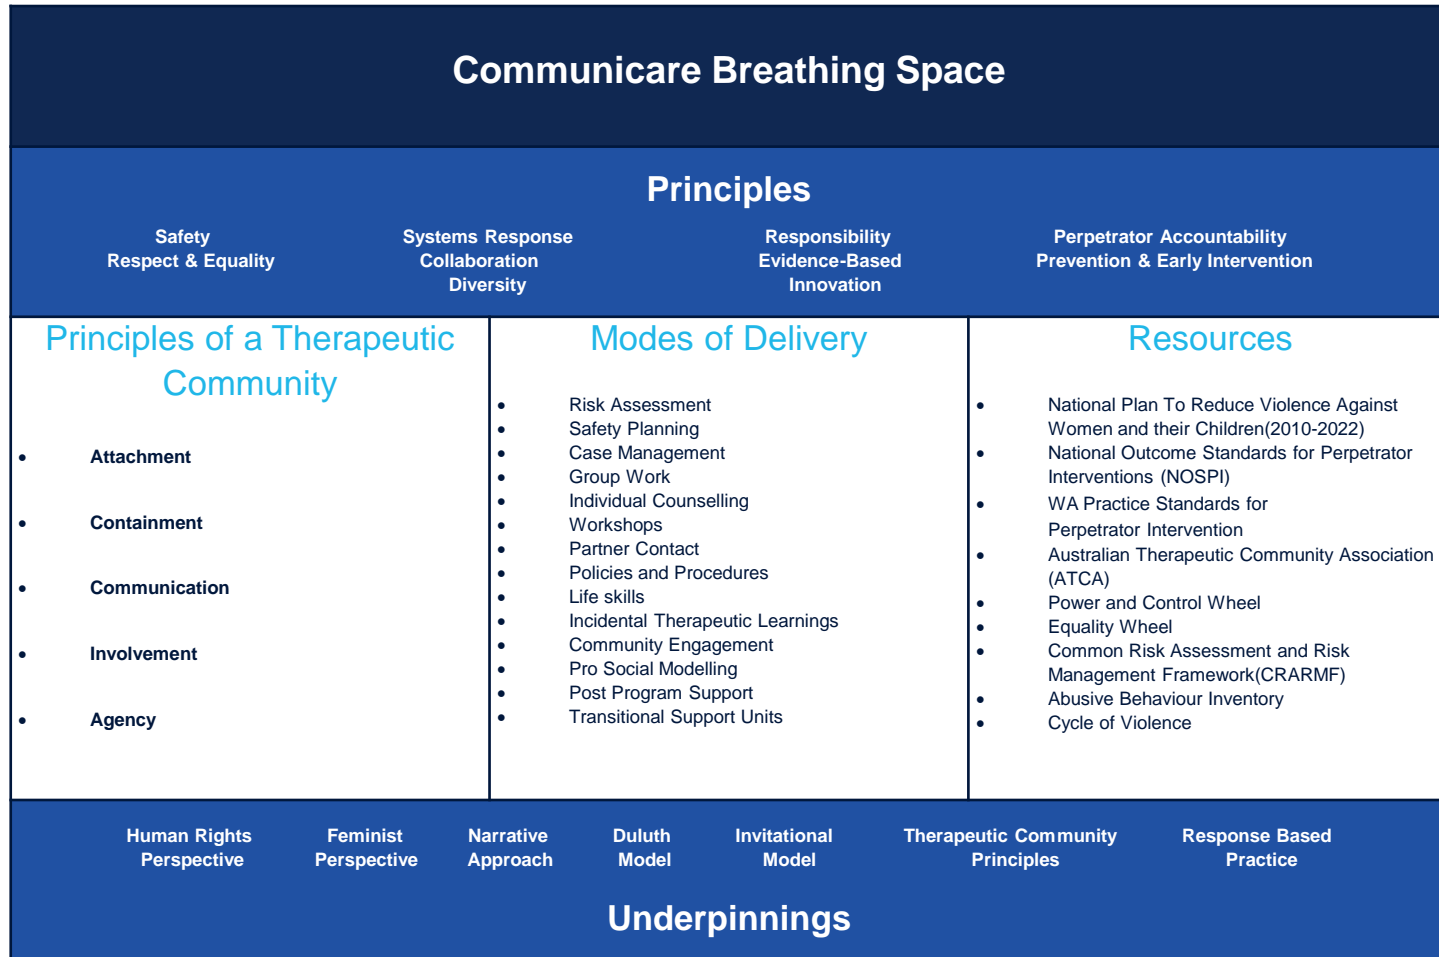 Communicare Breathing Space
Principles
Safety
Respect & Equality
Systems Response
Collaboration
Diversity
Responsibility
Evidence-Based
Innovation
Perpetrator Accountability
Prevention & Early Intervention
Principles of a Therapeutic
Community
• Attachment
• Containment
• Communication
• Involvement
• Agency
Modes of Delivery
• Risk Assessment
• Safety Planning
• Case Management
• Group Work
• Individual Counselling
• Workshops
• Partner Contact
• Policies and Procedures
• Life skills
• Incidental Therapeutic Learnings
• Community Engagement
• Pro Social Modelling
• Post Program Support
• Transitional Support Units
Resources
• National Plan To Reduce Violence Against
Women and their Children(2010-2022)
• National Outcome Standards for Perpetrator
Interventions (NOSPI)
• WA Practice Standards for
Perpetrator Intervention
• Australian Therapeutic Community Association
(ATCA)
• Power and Control Wheel
• Equality Wheel
• Common Risk Assessment and Risk
Management Framework(CRARMF)
• Abusive Behaviour Inventory
• Cycle of Violence
Human Rights
Perspective
Feminist
Perspective
Narrative
Approach
Duluth
Model
Invitational
Model
Therapeutic Community
Principles
Response Based
Practice
Underpinnings